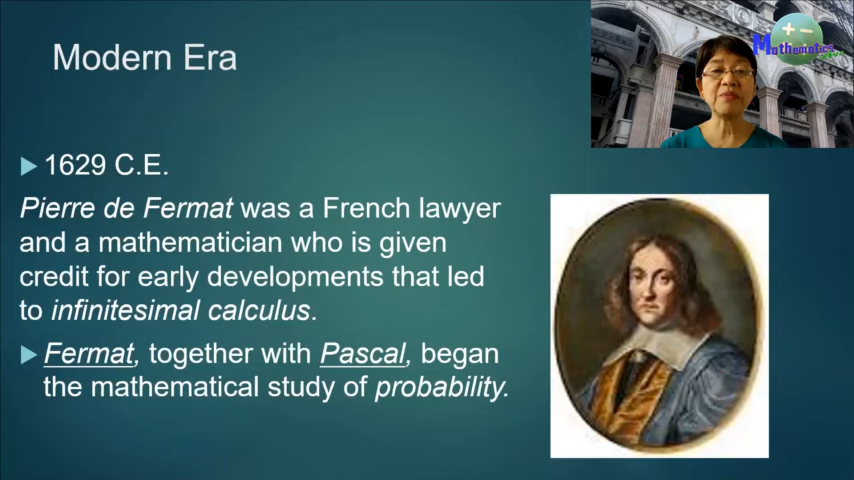 Modern Era
Mathematics
1629 C.E.
Pierre de Fermat was a French lawyer
and a mathematician who is given
credit for early developments that led
to infinitesimal calculus.
Fermat, together with Pascal, began
the mathematical study of probability.